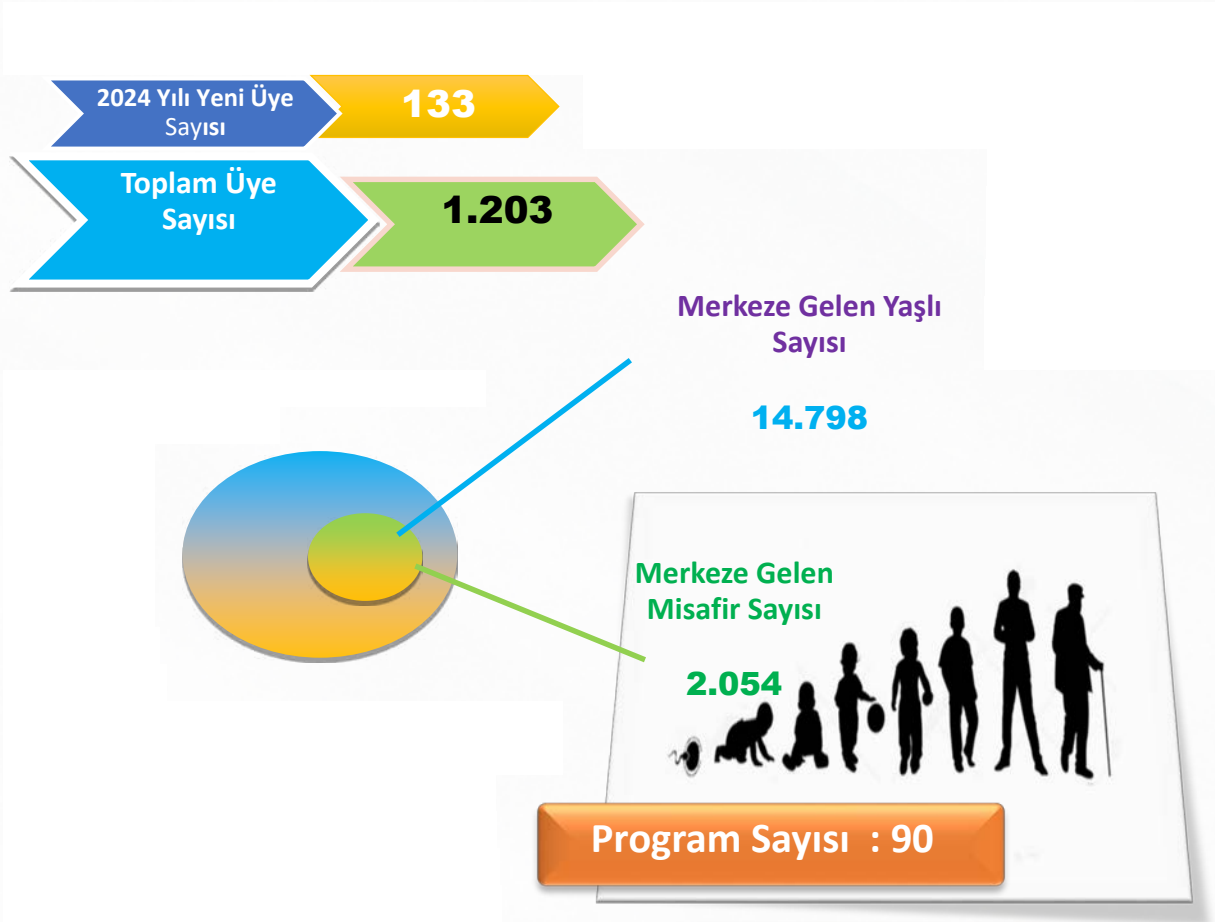 2024 Yılı Yeni Üye
Sayısı
133
Toplam Üye
Sayısı
1.203
Merkeze Gelen Yaşlı
Sayısı
14.798
Merkeze Gelen
Misafir Sayısı
2.054
Program Sayısı : 90